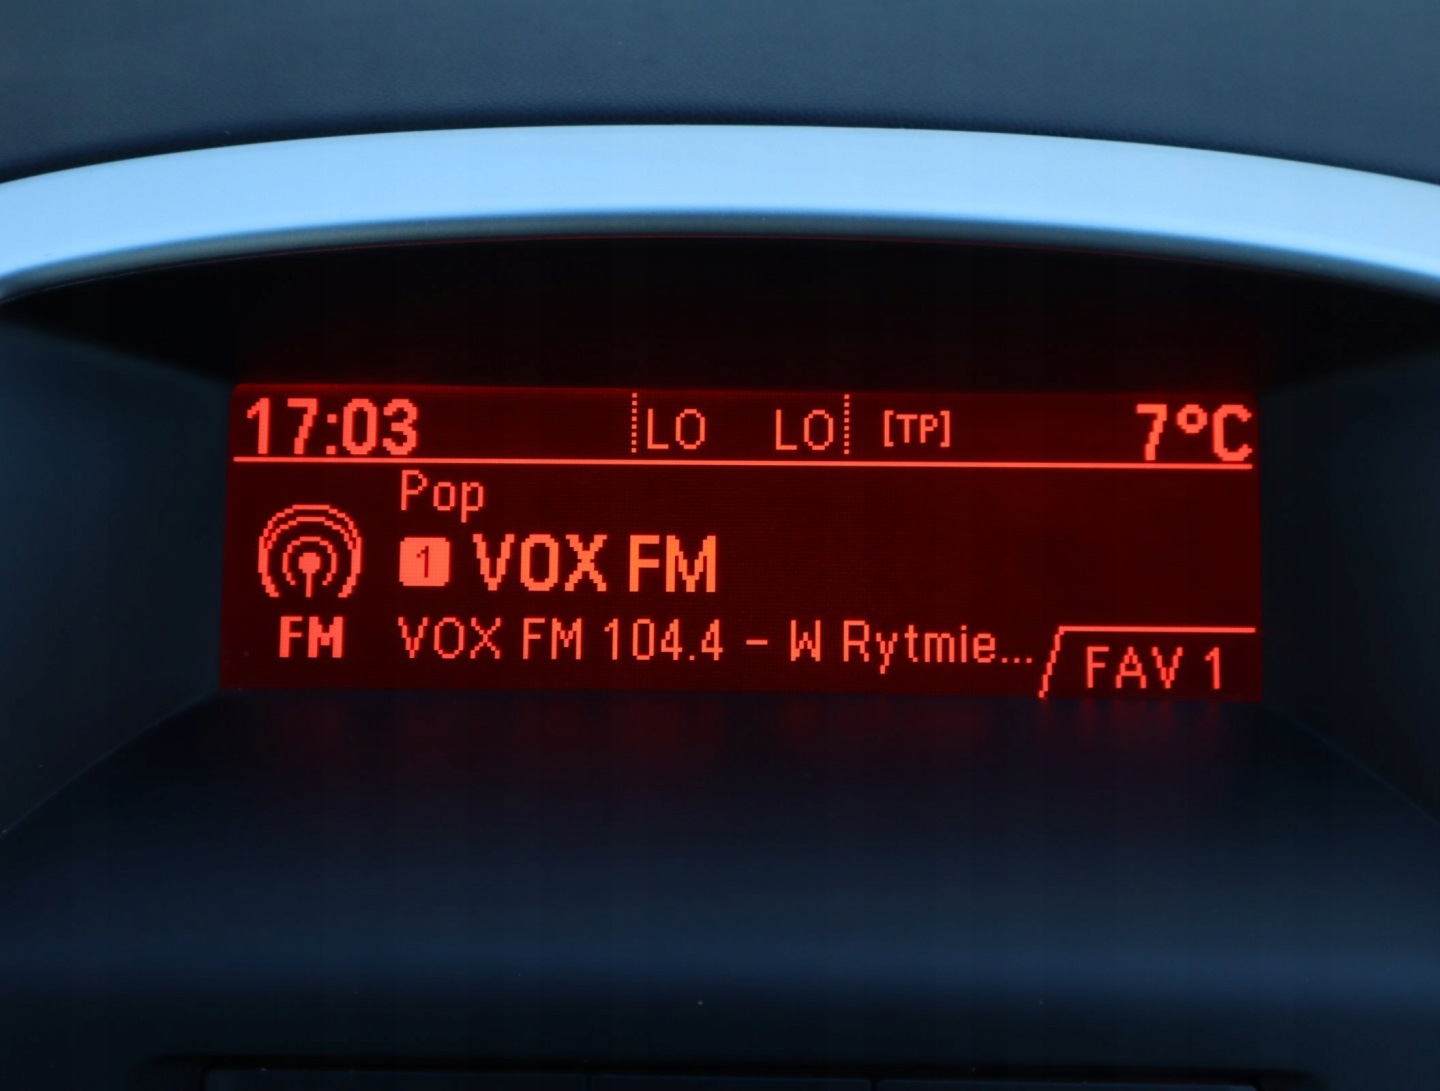 17:03 LO LO [TP] 7°C
Pop
1 VOX FM
FM VOX FM 104.4 - W Rytmie... FAV 1